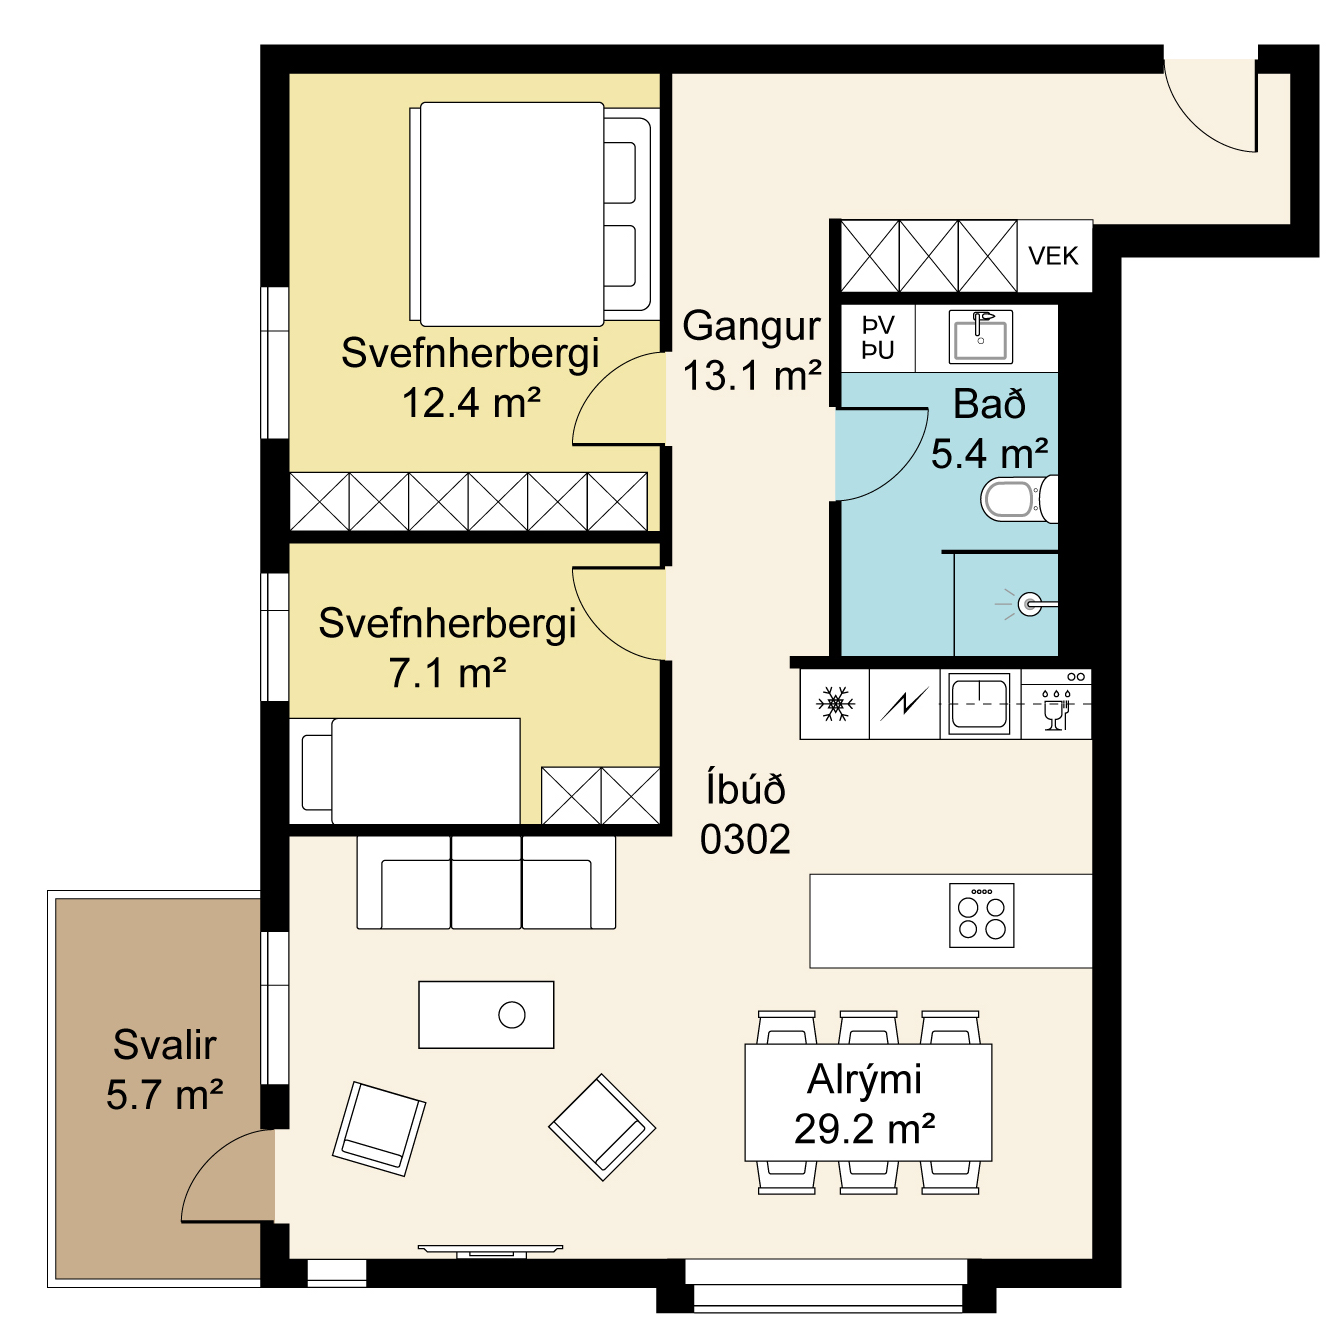 VEK
Gangur
13.1 m²
ÞV
ÞU
Svefnherbergi
12.4 m²
Bað
5.4 m²
Svefnherbergi
7.1 m²
Íbúð
0302
Svalir
5.7 m²
Alrými
29.2 m²